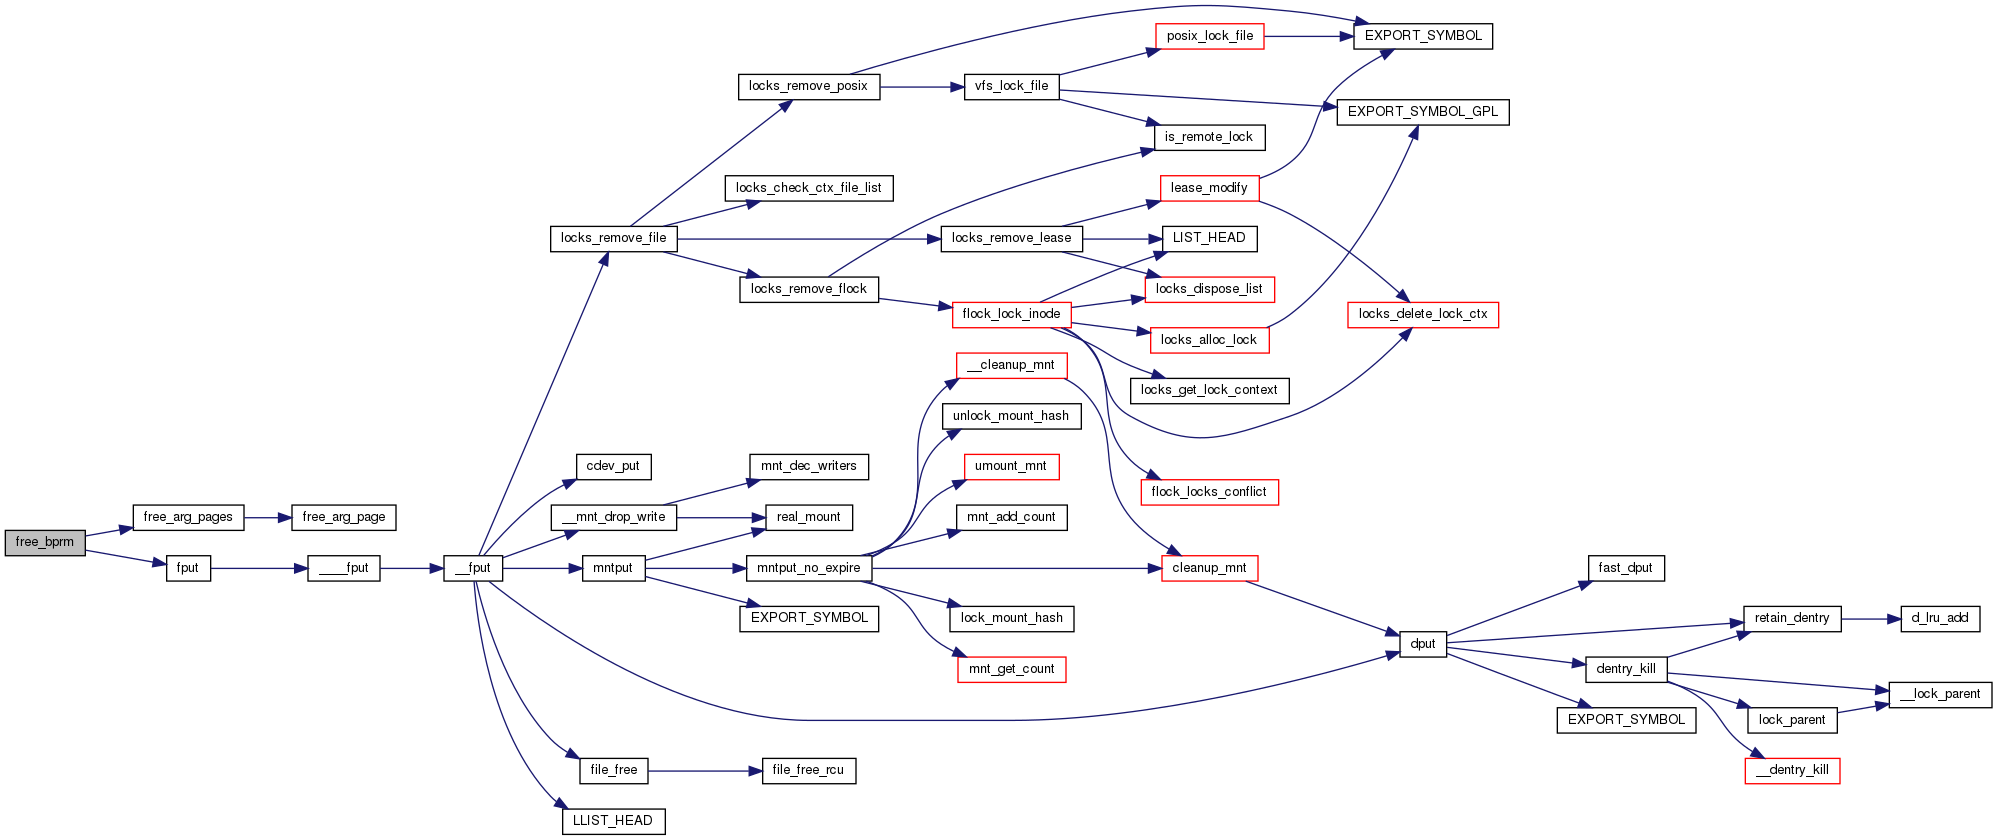 free_bprm
free_arg_pages
free_arg_page
fput
____fput
__fput
locks_remove_file
cdev_put
__mnt_drop_write
mntput
file_free
LLIST_HEAD
locks_remove_posix
locks_check_ctx_file_list
locks_remove_flock
mnt_dec_writers
real_mount
mntput_no_expire
EXPORT_SYMBOL
file_free_rcu
vfs_lock_file
locks_remove_lease
flock_lock_inode
__cleanup_mnt
unlock_mount_hash
umount_mnt
mnt_add_count
lock_mount_hash
mnt_get_count
posix_lock_file
is_remote_lock
lease_modify
LIST_HEAD
locks_dispose_list
locks_alloc_lock
locks_get_lock_context
flock_locks_conflict
cleanup_mnt
EXPORT_SYMBOL
EXPORT_SYMBOL_GPL
locks_delete_lock_ctx
dput
fast_dput
dentry_kill
EXPORT_SYMBOL
retain_dentry
lock_parent
__dentry_kill
d_lru_add
__lock_parent